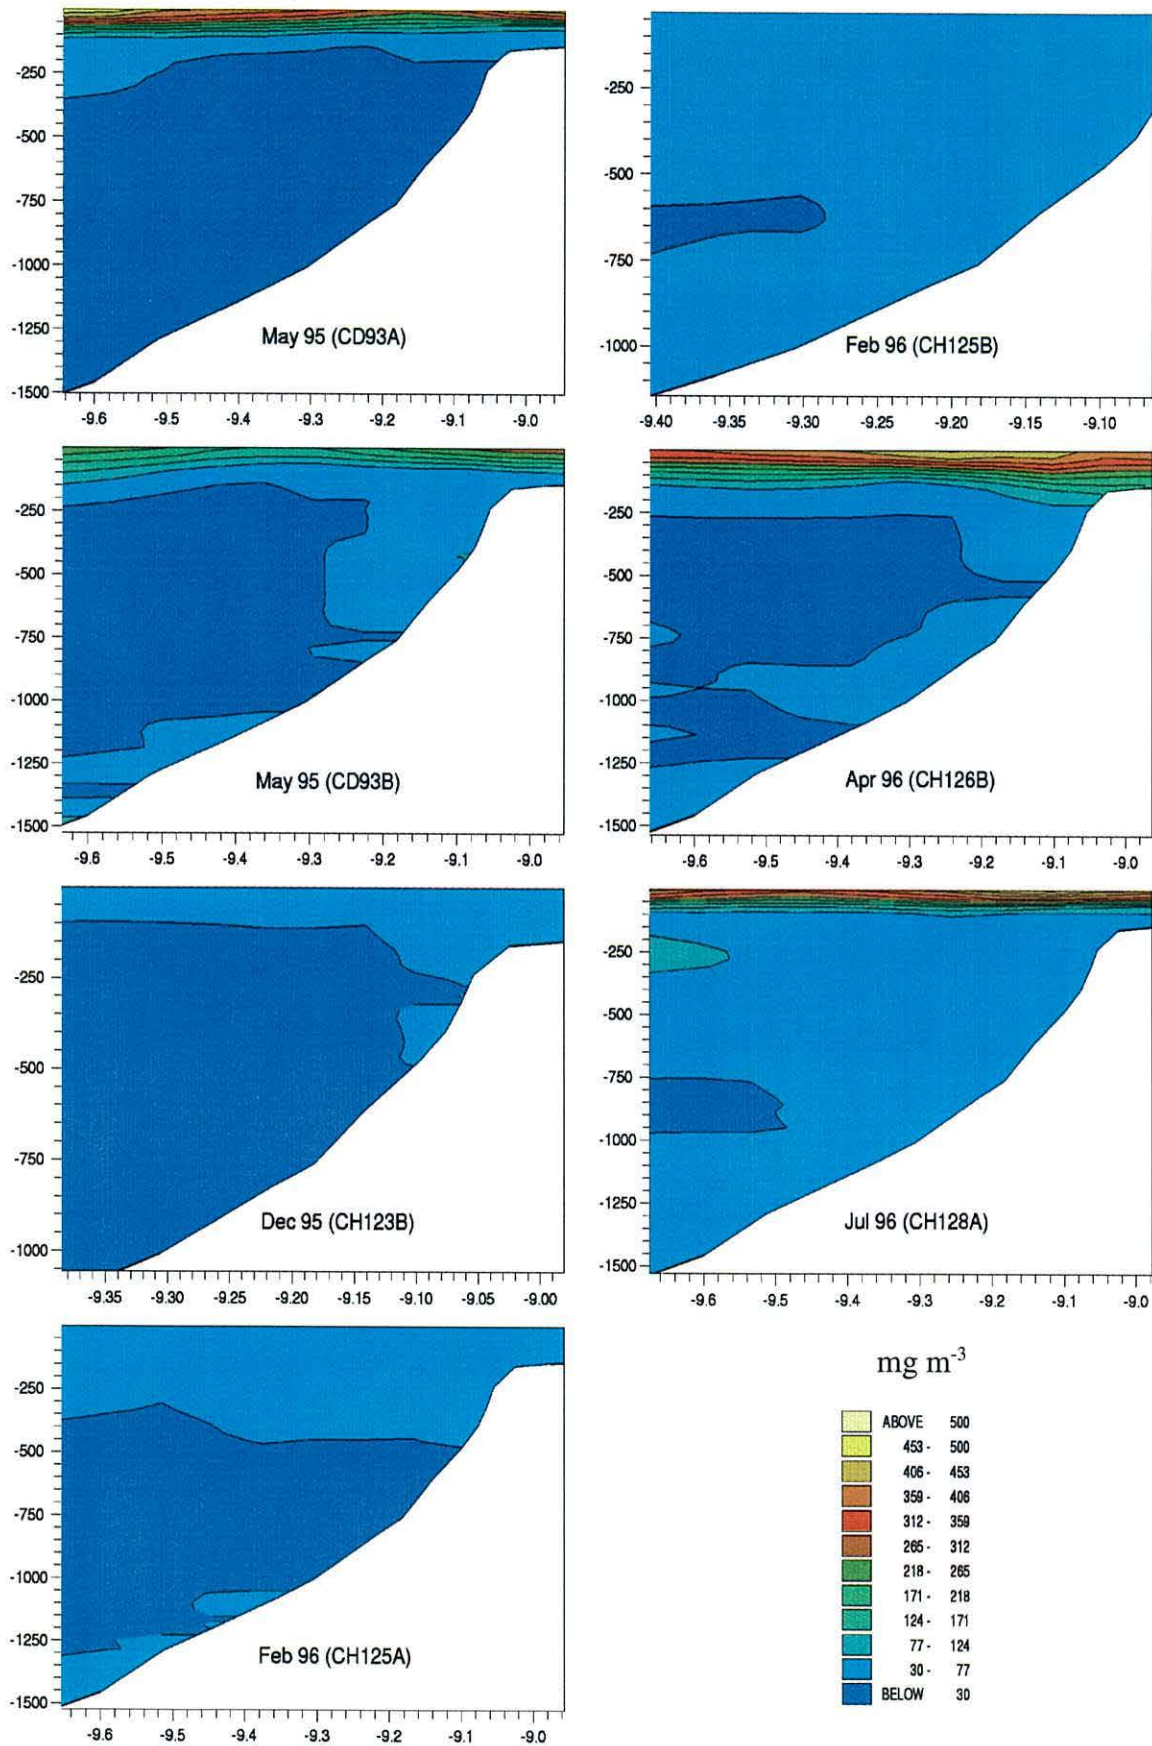 -250
-500
-750
-1000
-1250
-1500
May 95 (CD93A)
-9.6 -9.5 -9.4 -9.3 -9.2 -9.1 -9.0
-250
-500
-750
-1000
Feb 96 (CH125B)
-9.40 -9.35 -9.30 -9.25 -9.20 -9.15 -9.10
-250
-500
-750
-1000
-1250
-1500
May 95 (CD93B)
-9.6 -9.5 -9.4 -9.3 -9.2 -9.1 -9.0
-250
-500
-750
-1000
-1250
-1500
Apr 96 (CH126B)
-9.6 -9.5 -9.4 -9.3 -9.2 -9.1 -9.0
-250
-500
-750
-1000
Dec 95 (CH123B)
-9.35 -9.30 -9.25 -9.20 -9.15 -9.10 -9.05 -9.00
-250
-500
-750
-1000
-1250
-1500
Jul 96 (CH128A)
-9.6 -9.5 -9.4 -9.3 -9.2 -9.1 -9.0
-250
-500
-750
-1000
-1250
-1500
Feb 96 (CH125A)
-9.6 -9.5 -9.4 -9.3 -9.2 -9.1 -9.0
mg m⁻³
ABOVE 500
453 - 500
406 - 453
359 - 406
312 - 359
265 - 312
218 - 265
171 - 218
124 - 171
77 - 124
30 - 77
BELOW 30